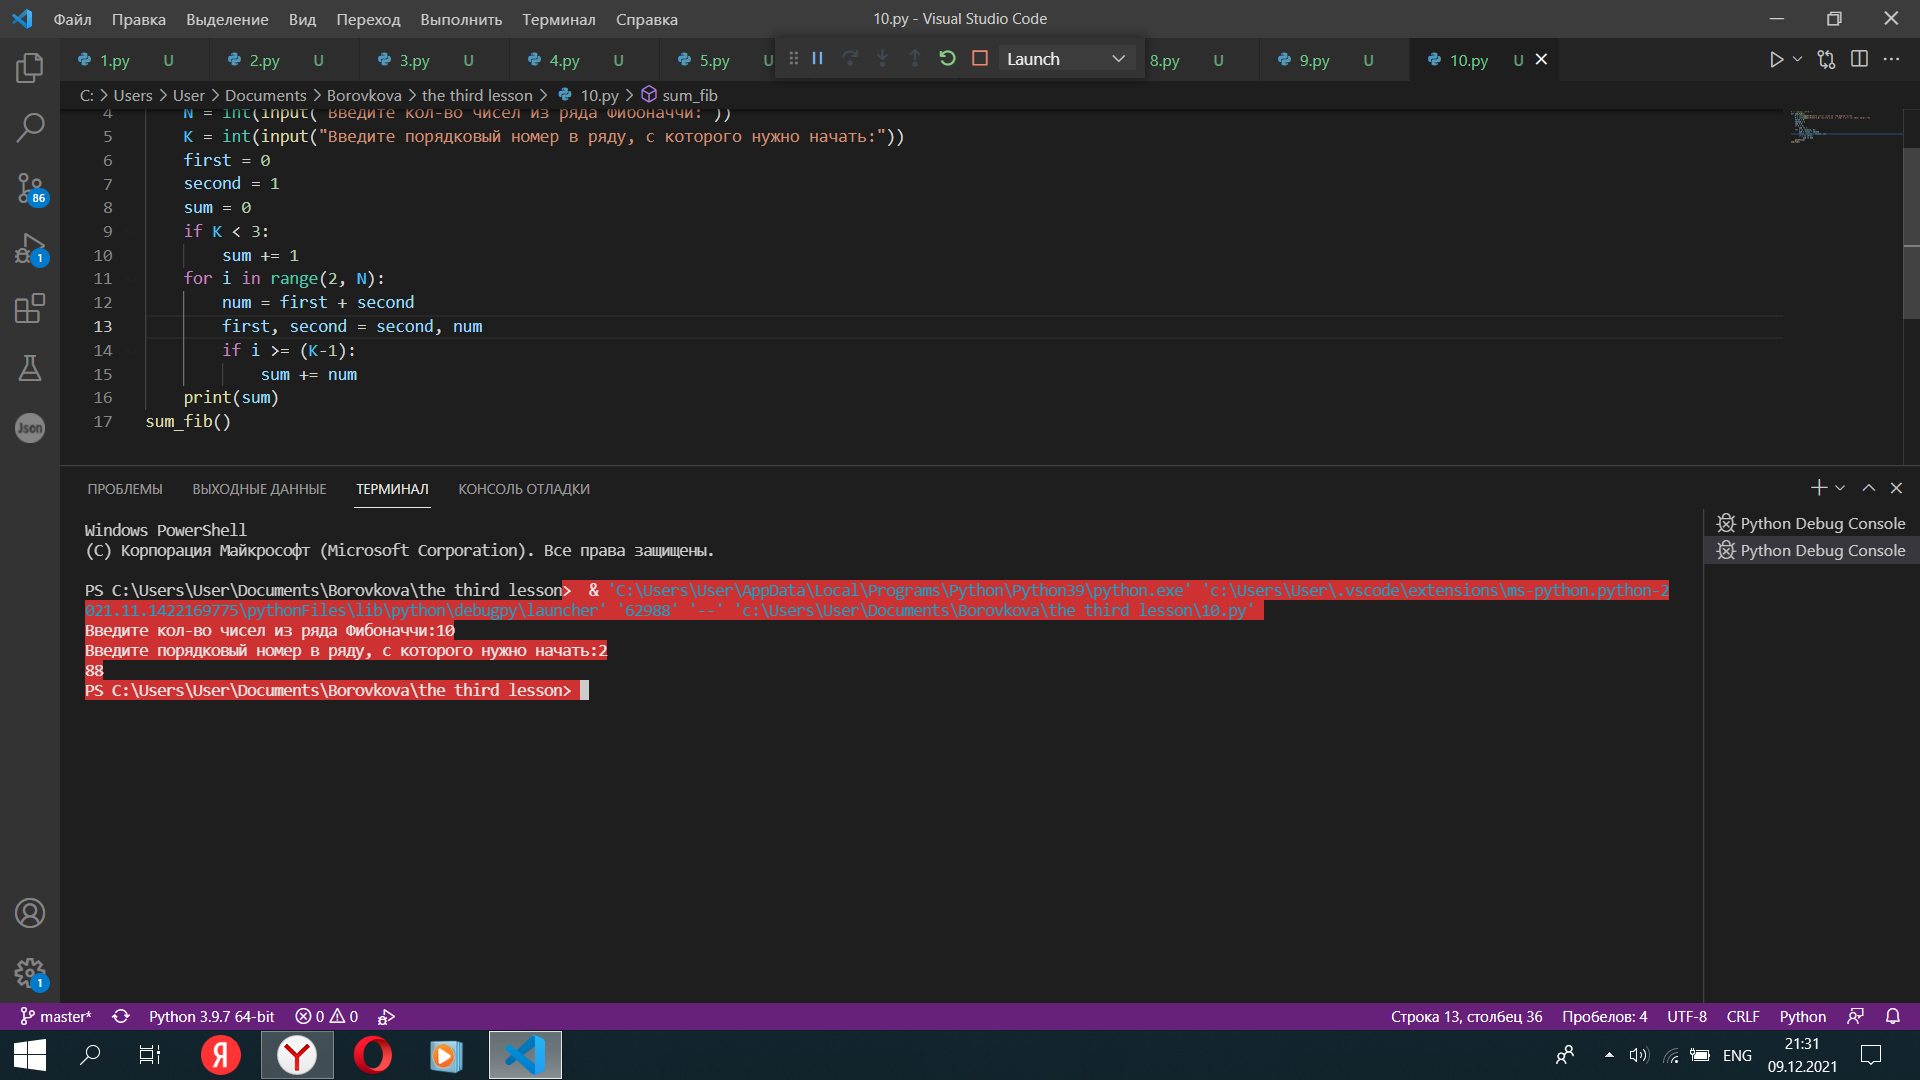 Файл Правка Выделение Вид Переход Выполнить Терминал Справка 10.py - Visual Studio Code
1.py U 2.py U 3.py U 4.py U 5.py U Launch 8.py U 9.py U 10.py U
C: > Users > User > Documents > Borovkova > the third lesson > 10.py > sum_fib
4 N = int(input("Введите кол-во чисел из ряда Фибоначчи:"))
5 K = int(input("Введите порядковый номер в ряду, с которого нужно начать:"))
6 first = 0
7 second = 1
8 sum = 0
9 if K < 3:
10 sum += 1
11 for i in range(2, N):
12 num = first + second
13 first, second = second, num
14 if i >= (K-1):
15 sum += num
16 print(sum)
17 sum_fib()
86
1
Json
ПРОБЛЕМЫ ВЫХОДНЫЕ ДАННЫЕ ТЕРМИНАЛ КОНСОЛЬ ОТЛАДКИ
Windows PowerShell
(C) Корпорация Майкрософт (Microsoft Corporation). Все права защищены.
PS C:\Users\User\Documents\Borovkova\the third lesson> & 'C:\Users\User\AppData\Local\Programs\Python\Python39\python.exe' 'c:\Users\User\.vscode\extensions\ms-python.python-2
021.11.1422169775\pythonFiles\lib\python\debugpy\launcher' '62988' '--' 'c:\Users\User\Documents\Borovkova\the third lesson\10.py'
Введите кол-во чисел из ряда Фибоначчи:10
Введите порядковый номер в ряду, с которого нужно начать:2
88
PS C:\Users\User\Documents\Borovkova\the third lesson>
Python Debug Console
Python Debug Console
1
master* Python 3.9.7 64-bit 0 0 Строка 13, столбец 36 Пробелов: 4 UTF-8 CRLF Python
Я Y ENG 21:31
09.12.2021